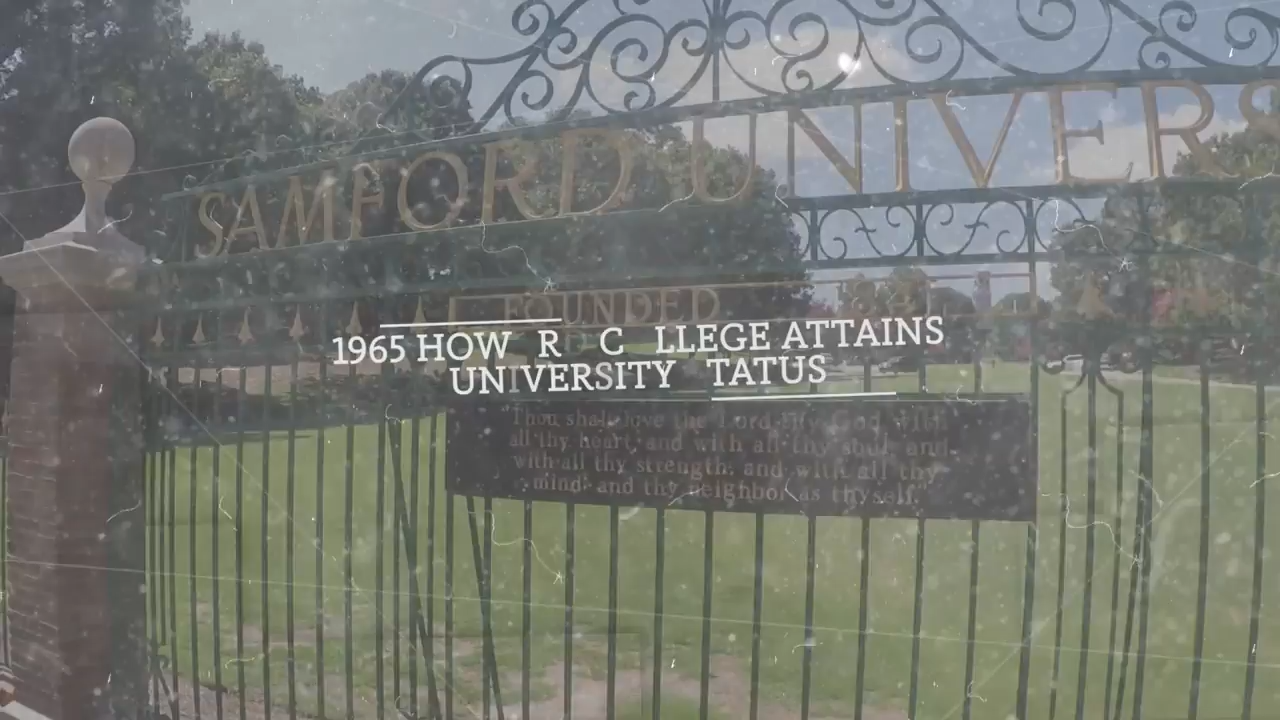 SAMFORD UNIVERS
FOUNDED 1841
1965 HOW R C LLEGE ATTAINS
UNIVERSITY TATUS
"Thou shalt love the Lord thy God with
all thy heart, and with all thy soul, and
with all thy strength, and with all thy
mind; and thy neighbor as thyself."